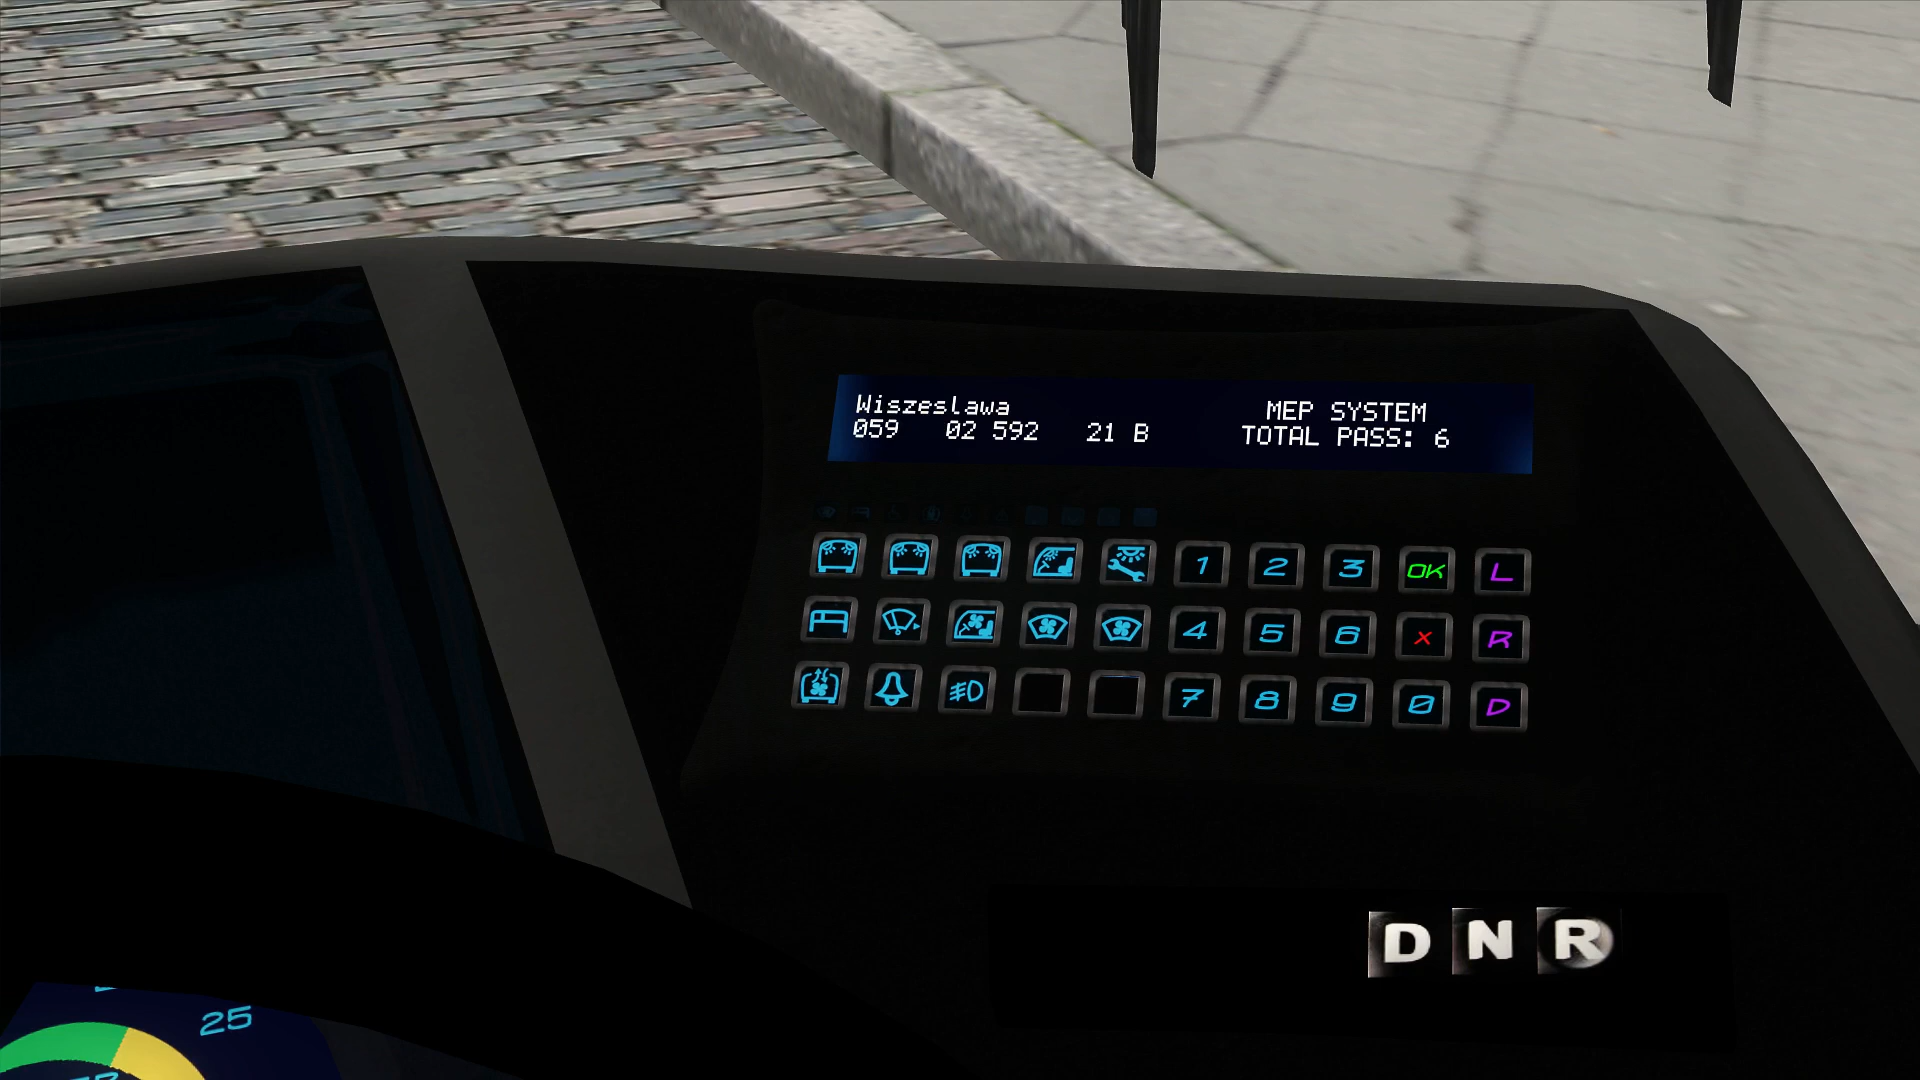 Wiszeslawa
059 02 592 21 B
MEP SYSTEM
TOTAL PASS: 6
1 2 3 OK L
4 5 6 X R
7 8 9 0 D
D N R
25